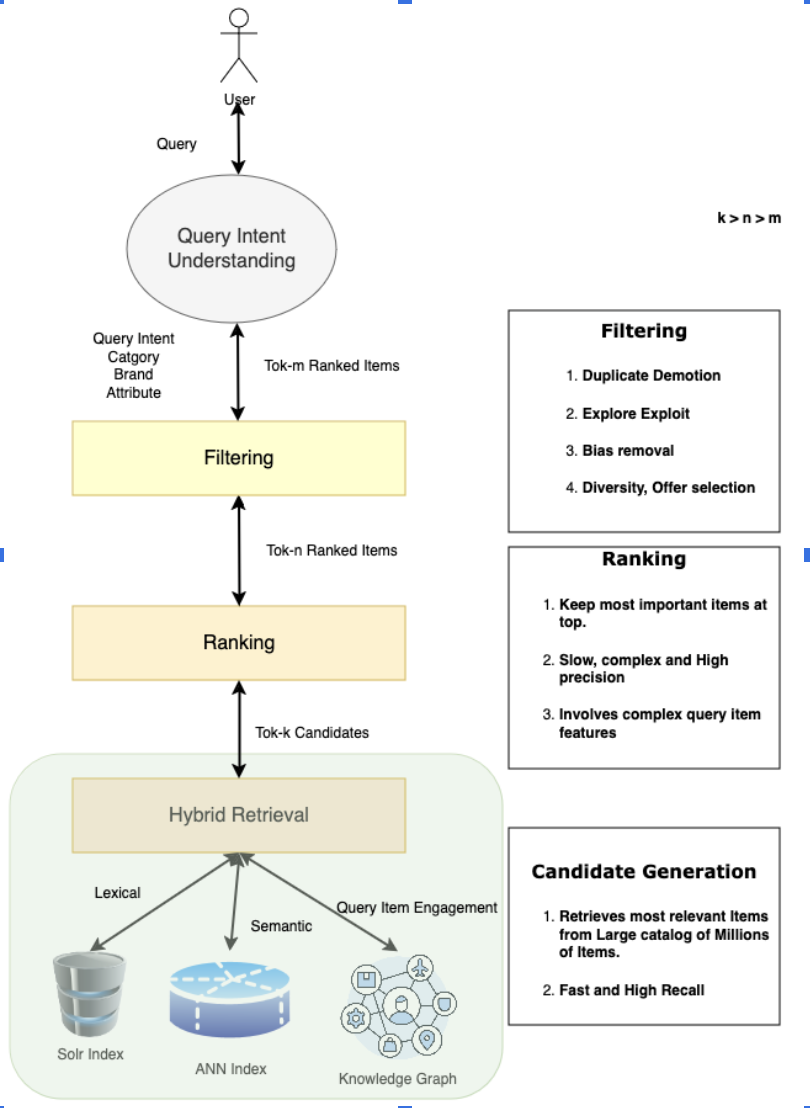 User
Query
Query Intent
Understanding
k > n > m
Query Intent
Catgory
Brand
Attribute
Tok-m Ranked Items
Filtering
Tok-n Ranked Items
Ranking
Tok-k Candidates
Hybrid Retrieval
Lexical
Semantic
Query Item Engagement
Solr Index
ANN Index
Knowledge Graph
Filtering
1. Duplicate Demotion
2. Explore Exploit
3. Bias removal
4. Diversity, Offer selection
Ranking
1. Keep most important items at
top.
2. Slow, complex and High
precision
3. Involves complex query item
features
Candidate Generation
1. Retrieves most relevant Items
from Large catalog of Millions
of Items.
2. Fast and High Recall